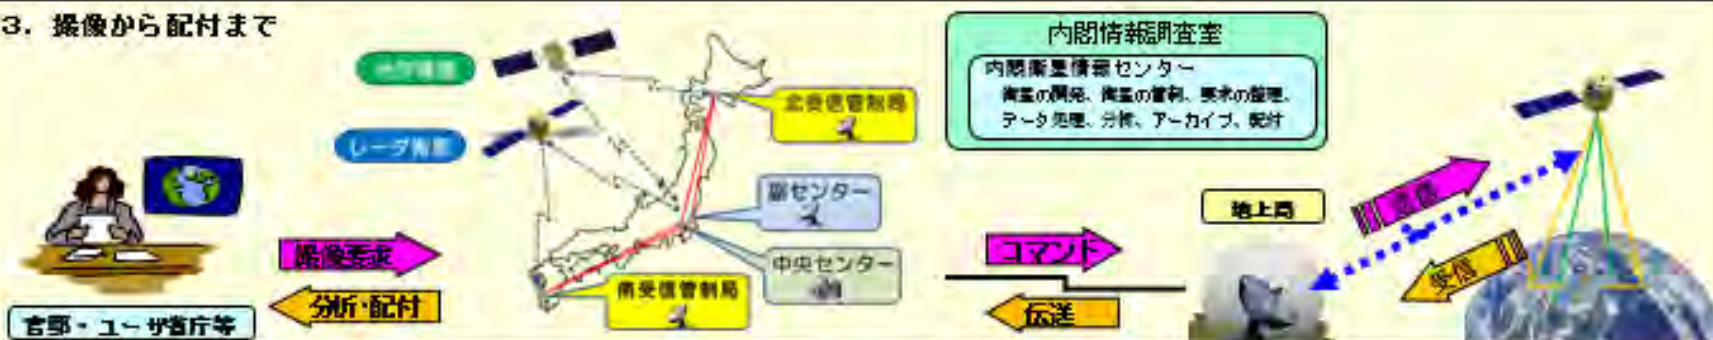 3. 撮像から配付まで
光学衛星
レーダ衛星
北受信管制局
副センター
中央センター
南受信管制局
撮像要求
分析・配付
官邸・ユーザ省庁等
内閣情報調査室
内閣衛星情報センター
衛星の開発、衛星の管制、要求の整理、
データ処理、分析、アーカイブ、配付
コマンド
伝送
地上局
送信
受信